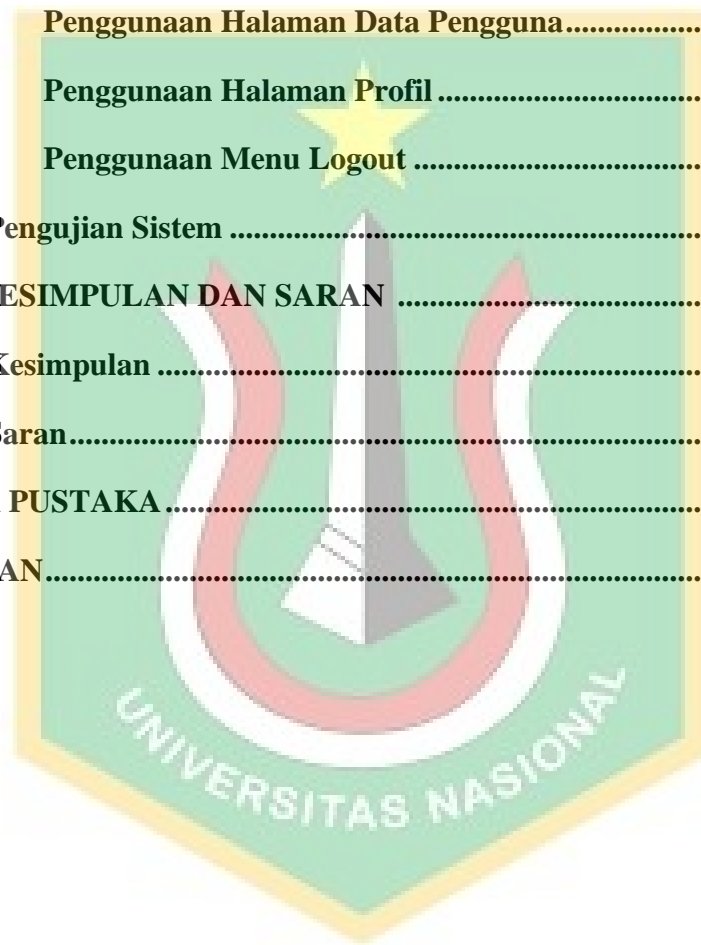 Penggunaan Halaman Data Pengguna..................
Penggunaan Halaman Profil ...................................
Penggunaan Menu Logout ......................................
Pengujian Sistem ...............................................................
ESIMPULAN DAN SARAN ........................................
Kesimpulan .........................................................................
Saran.....................................................................................
PUSTAKA........................................................................
AN..........................................................................................
UNIVERSITAS NASIONAL